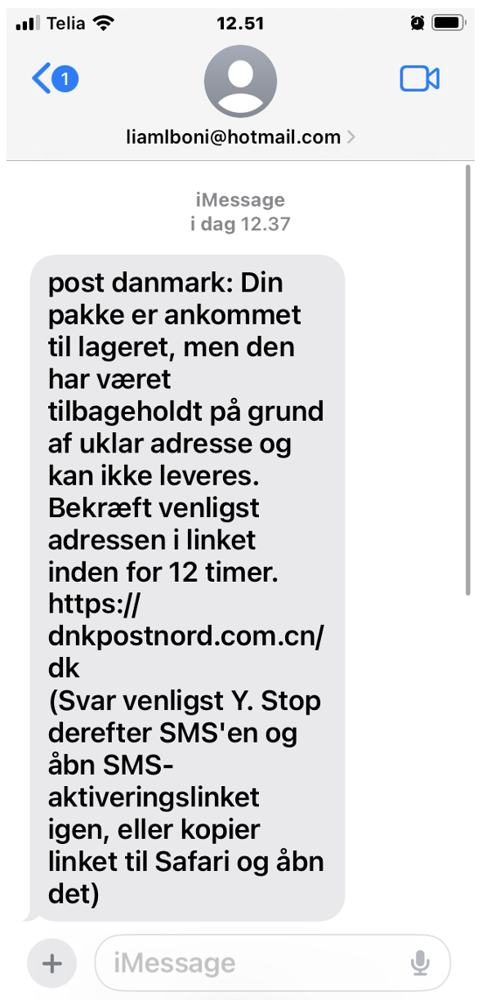 Telia 12.51
1
liamlboni@hotmail.com
iMessage
i dag 12.37
post danmark: Din
pakke er ankommet
til lageret, men den
har været
tilbageholdt på grund
af uklar adresse og
kan ikke leveres.
Bekræft venligst
adressen i linket
inden for 12 timer.
https://
dnkpostnord.com.cn/
dk
(Svar venligst Y. Stop
derefter SMS'en og
åbn SMS-
aktiveringslinket
igen, eller kopier
linket til Safari og åbn
det)
iMessage